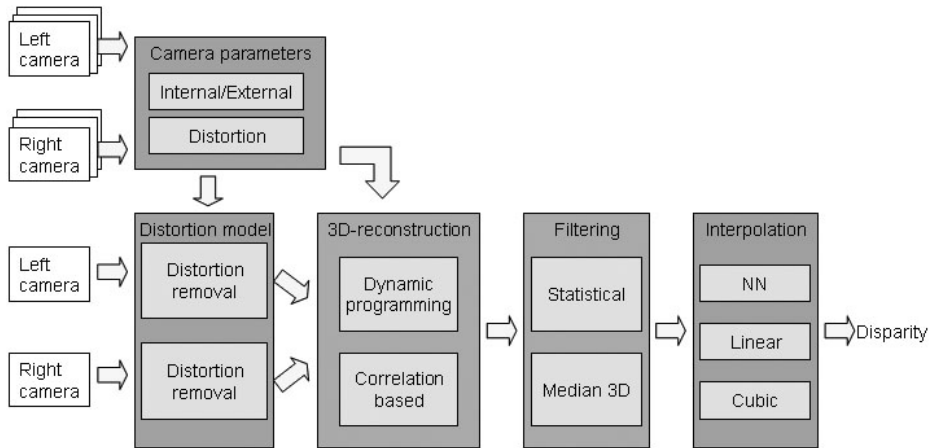 Left
camera
Camera parameters
Internal/External
Distortion
Right
camera
Distortion model
3D-reconstruction
Filtering
Interpolation
Left
camera
Distortion
removal
Dynamic
programming
Statistical
NN
Linear
Disparity
Right
camera
Distortion
removal
Correlation
based
Median 3D
Cubic